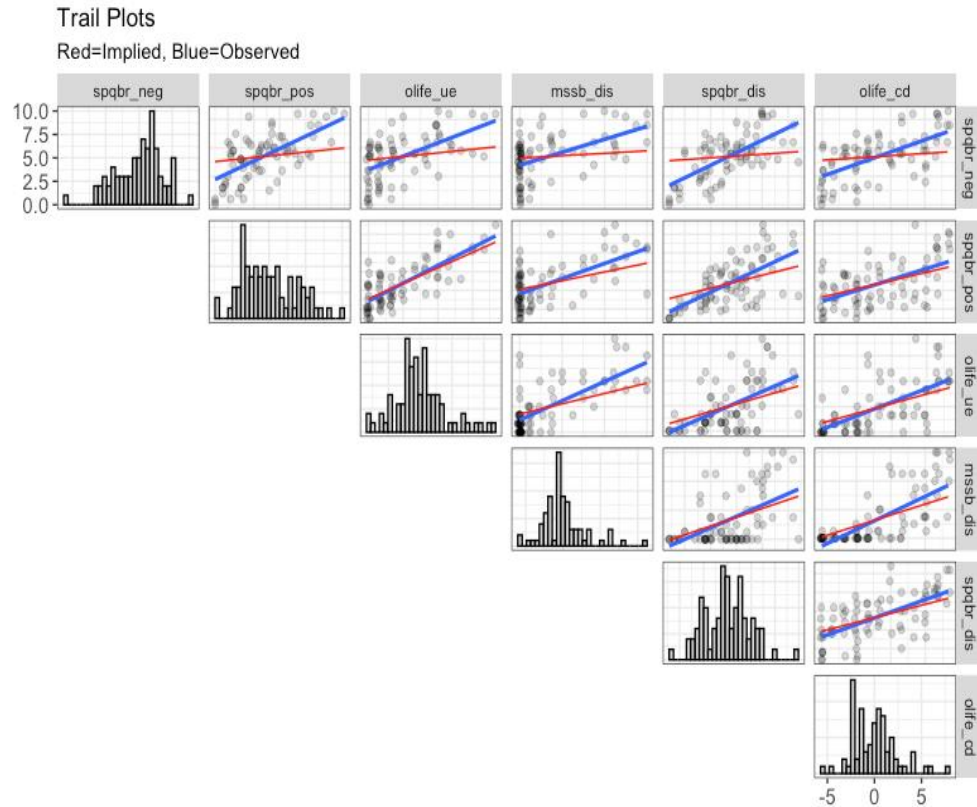 Trail Plots
Red=Implied, Blue=Observed
spqbr_neg spqbr_pos olife_ue mssb_dis spqbr_dis olife_cd
10.0
7.5
5.0
2.5
0.0
spqbr_neg
spqbr_pos
olife_ue
mssb_dis
spqbr_dis
olife_cd
-5 0 5